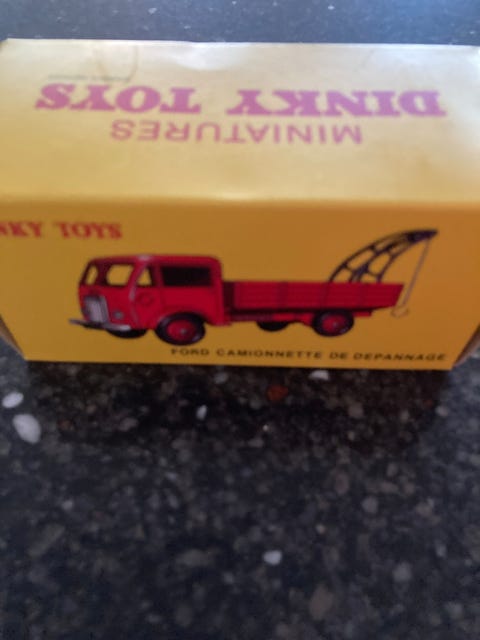 DINKY TOYS
MINIATURES
NKY TOYS
FORD CAMIONNETTE DE DEPANNAGE